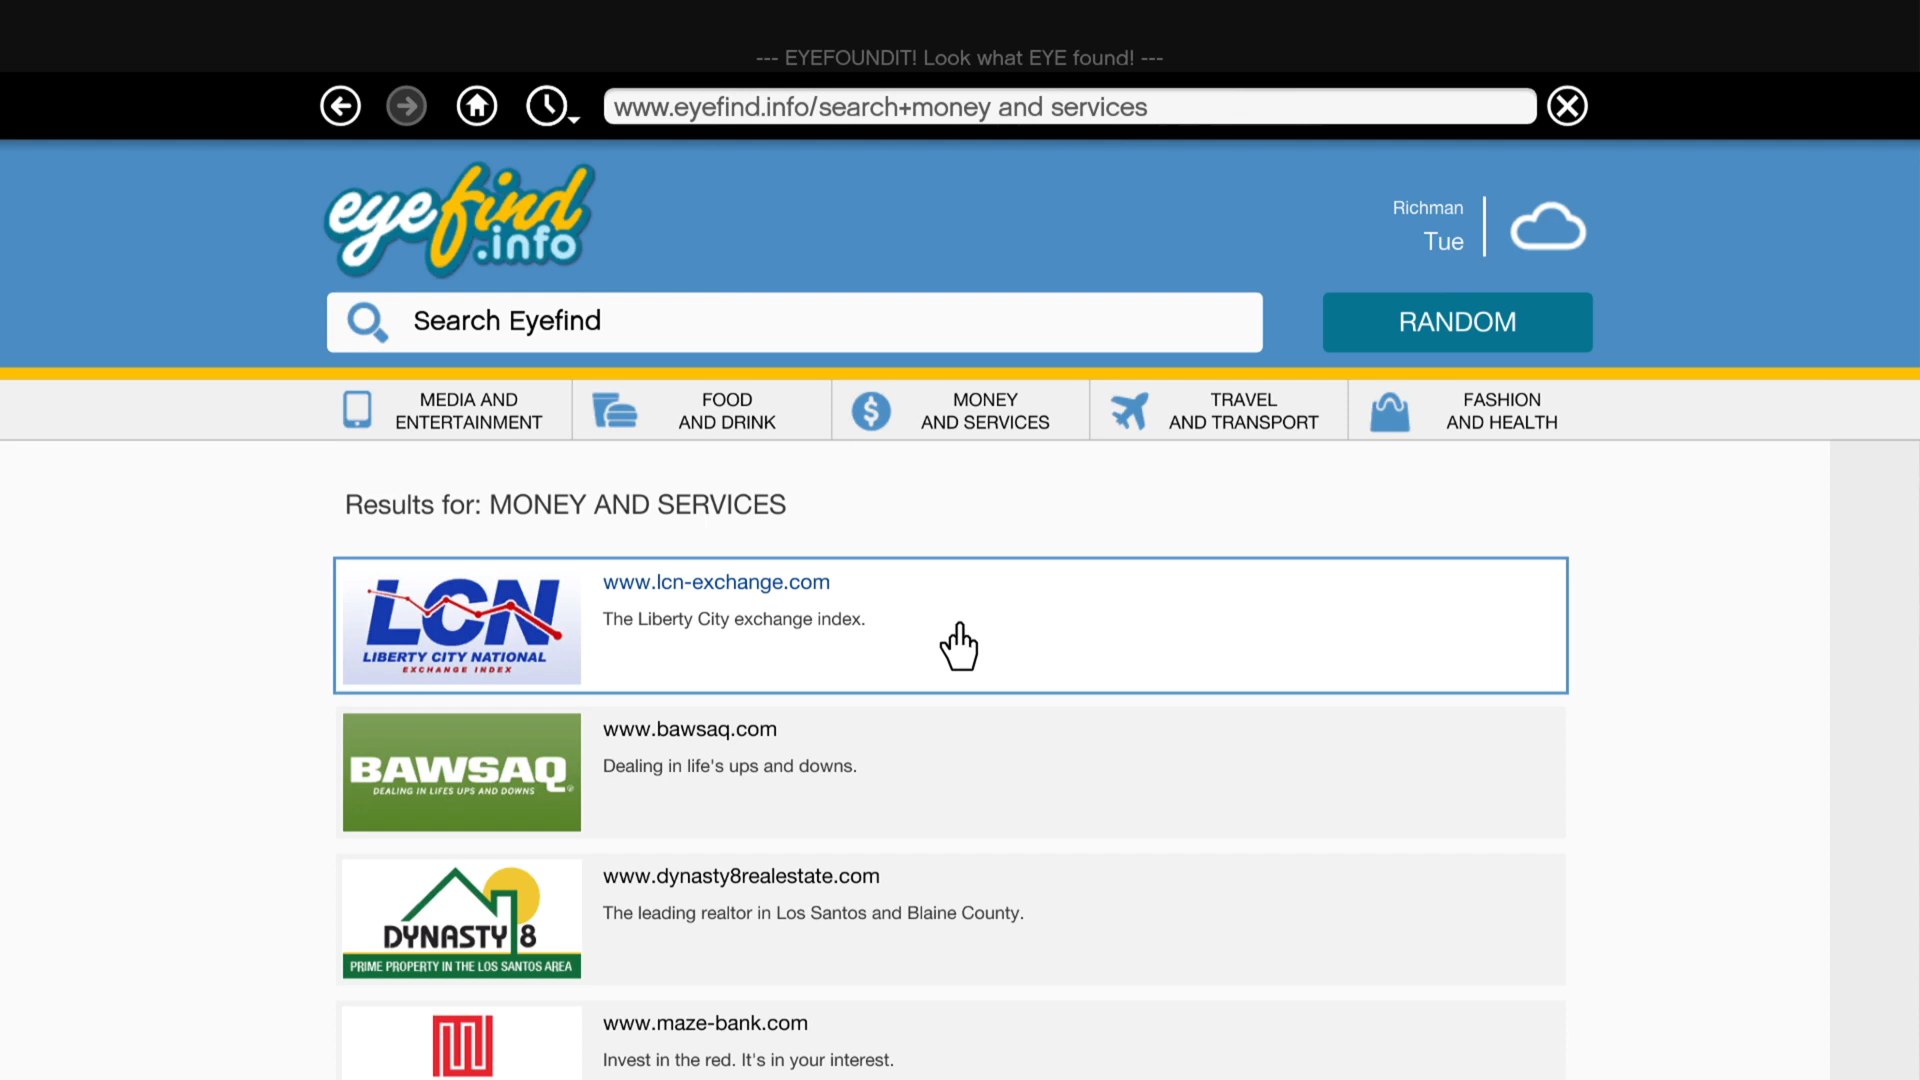 --- EYEFOUNDIT! Look what EYE found! ---
www.eyefind.info/search+money and services
eyefind
.info
Richman
Tue
Search Eyefind
RANDOM
MEDIA AND
ENTERTAINMENT
FOOD
AND DRINK
MONEY
AND SERVICES
TRAVEL
AND TRANSPORT
FASHION
AND HEALTH
Results for: MONEY AND SERVICES
LCN
LIBERTY CITY NATIONAL
EXCHANGE INDEX
www.lcn-exchange.com
The Liberty City exchange index.
BAWSAQ
DEALING IN LIFES UPS AND DOWNS
www.bawsaq.com
Dealing in life's ups and downs.
DYNASTY 8
PRIME PROPERTY IN THE LOS SANTOS AREA
www.dynasty8realestate.com
The leading realtor in Los Santos and Blaine County.
www.maze-bank.com
Invest in the red. It's in your interest.